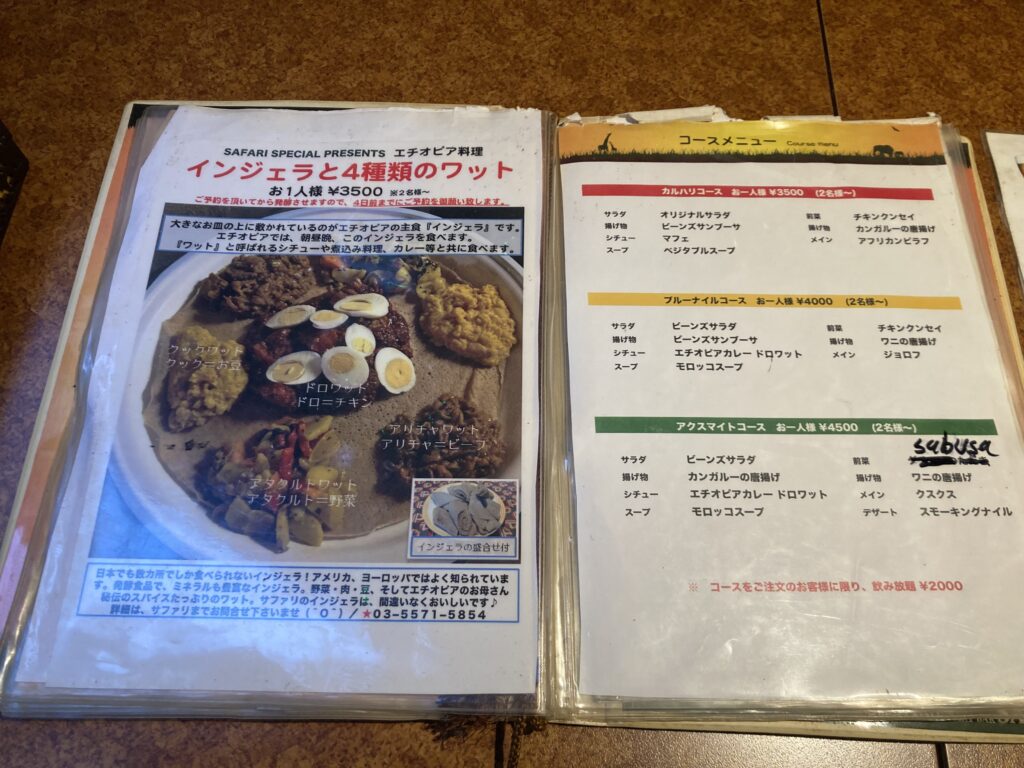 SAFARI SPECIAL PRESENTS エチオピア料理
インジェラと4種類のワット
お1人様 ¥3500 ※2名様~
ご予約を頂いてから発酵させますので、4日前までにご予約を御願い致します。
大きなお皿の上に敷かれているのがエチオピアの主食『インジェラ』です。
エチオピアでは、朝昼晩、このインジェラを食べます。
『ワット』と呼ばれるシチューや煮込み料理、カレー等と共に食べます。
クックワット
クック=お豆
ドロワット
ドロ=チキン
アリチャワット
アリチャ=ビーフ
アタクルトワット
アタクルト=野菜
インジェラの盛合せ付
日本でも数カ所でしか食べられないインジェラ!アメリカ、ヨーロッパではよく知られていま
す。発酵食品で、ミネラルも豊富なインジェラ。野菜・肉・豆、そしてエチオピアのお母さん
秘伝のスパイスたっぷりのワット。サファリのインジェラは、間違いなくおいしいです♪
詳細は、サファリまでお問合せ下さいませ(^O^)/★03-5571-5854
コースメニュー Course menu
カルハリコース お一人様 ¥3500 (2名様~)
サラダ オリジナルサラダ 前菜 チキンクンセイ
揚げ物 ビーンズサンブーサ 揚げ物 カンガルーの唐揚げ
シチュー マフェ メイン アフリカンピラフ
スープ ベジタブルスープ
ブルーナイルコース お一人様 ¥4000 (2名様~)
サラダ ビーンズサラダ 前菜 チキンクンセイ
揚げ物 ビーンズサンブーサ 揚げ物 ワニの唐揚げ
シチュー エチオピアカレー ドロワット メイン ジョロフ
スープ モロッコスープ
アクスマイトコース お一人様 ¥4500 (2名様~)
サラダ ビーンズサラダ 前菜 sabusa
揚げ物 カンガルーの唐揚げ 揚げ物 ワニの唐揚げ
シチュー エチオピアカレー ドロワット メイン クスクス
スープ モロッコスープ デザート スモーキングナイル
※ コースをご注文のお客様に限り、飲み放題 ¥2000